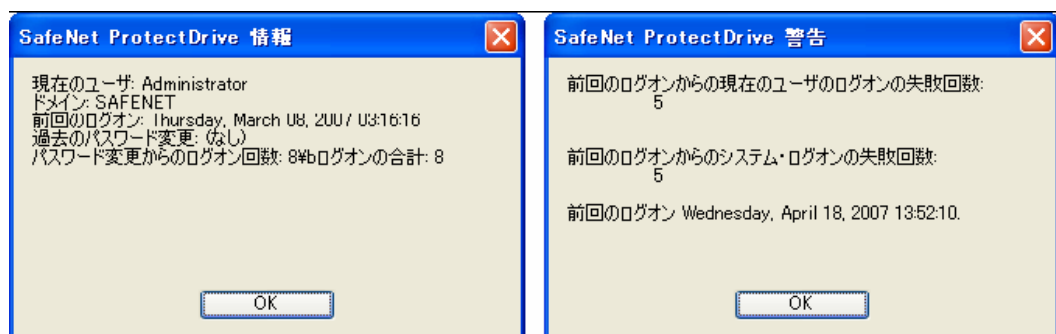 SafeNet ProtectDrive 情報
現在のユーザ: Administrator
ドメイン: SAFENET
前回のログオン: Thursday, March 08, 2007 03:16:16
過去のパスワード変更: (なし)
パスワード変更からのログオン回数: 8¥bログオンの合計: 8
OK
SafeNet ProtectDrive 警告
前回のログオンからの現在のユーザのログオンの失敗回数:
5
前回のログオンからのシステム・ログオンの失敗回数:
5
前回のログオン Wednesday, April 18, 2007 13:52:10.
OK